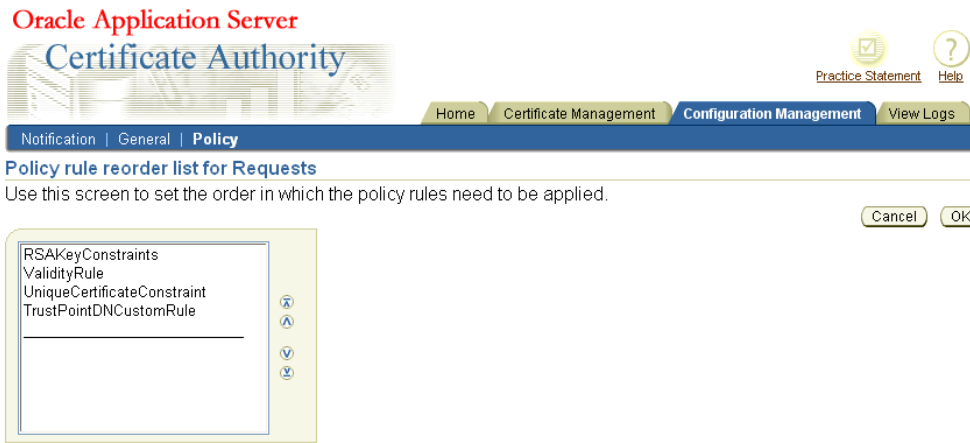 Oracle Application Server
Certificate Authority
Practice Statement Help
Home Certificate Management Configuration Management View Logs
Notification | General | Policy
Policy rule reorder list for Requests
Use this screen to set the order in which the policy rules need to be applied.
Cancel OK
RSAKeyConstraints
ValidityRule
UniqueCertificateConstraint
TrustPointDNCustomRule